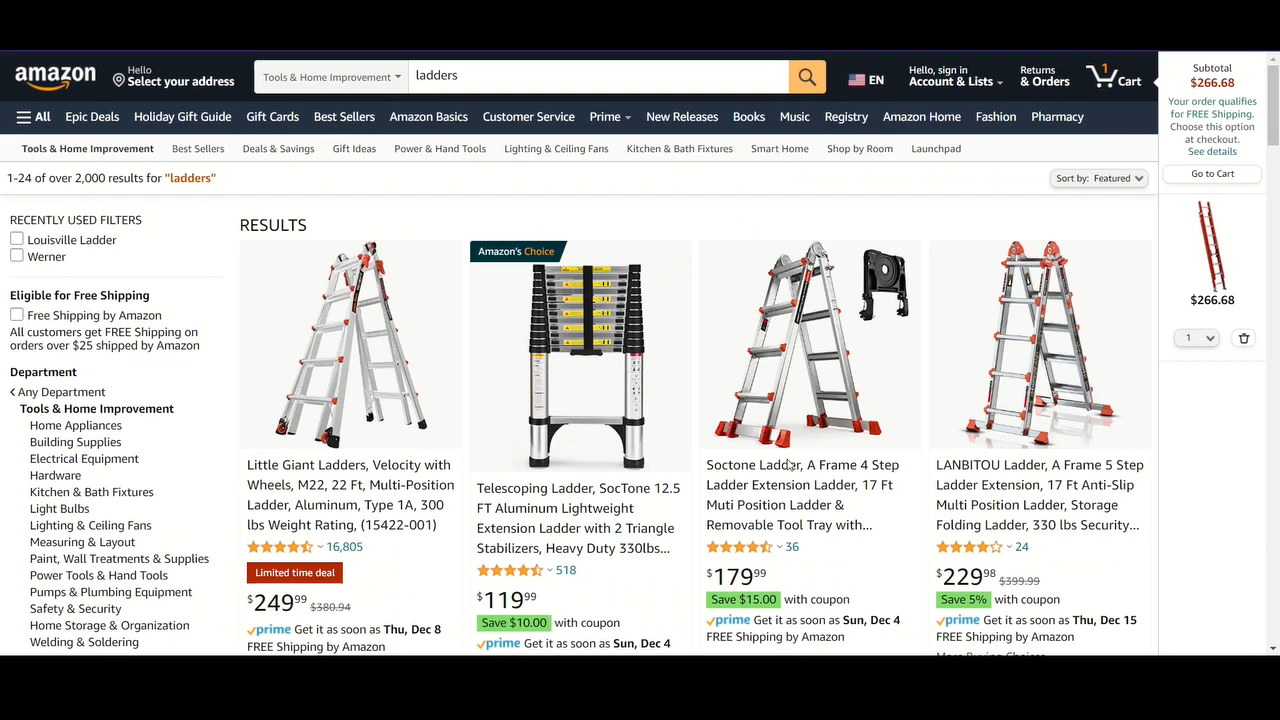 amazon
Hello
Select your address
Tools & Home Improvement
ladders
EN
Hello, sign in
Account & Lists
Returns
& Orders
1
Cart
All
Epic Deals
Holiday Gift Guide
Gift Cards
Best Sellers
Amazon Basics
Customer Service
Prime
New Releases
Books
Music
Registry
Amazon Home
Fashion
Pharmacy
Tools & Home Improvement
Best Sellers
Deals & Savings
Gift Ideas
Power & Hand Tools
Lighting & Ceiling Fans
Kitchen & Bath Fixtures
Smart Home
Shop by Room
Launchpad
1-24 of over 2,000 results for "ladders"
Sort by: Featured
RECENTLY USED FILTERS
Louisville Ladder
Werner
Eligible for Free Shipping
Free Shipping by Amazon
All customers get FREE Shipping on
orders over $25 shipped by Amazon
Department
Any Department
Tools & Home Improvement
Home Appliances
Building Supplies
Electrical Equipment
Hardware
Kitchen & Bath Fixtures
Light Bulbs
Lighting & Ceiling Fans
Measuring & Layout
Paint, Wall Treatments & Supplies
Power Tools & Hand Tools
Pumps & Plumbing Equipment
Safety & Security
Home Storage & Organization
Welding & Soldering
RESULTS
Little Giant Ladders, Velocity with
Wheels, M22, 22 Ft, Multi-Position
Ladder, Aluminum, Type 1A, 300
lbs Weight Rating, (15422-001)
16,805
Limited time deal
$24999 $380.94
prime Get it as soon as Thu, Dec 8
FREE Shipping by Amazon
Amazon's Choice
Telescoping Ladder, SocTone 12.5
FT Aluminum Lightweight
Extension Ladder with 2 Triangle
Stabilizers, Heavy Duty 330lbs...
518
$11999
Save $10.00 with coupon
prime Get it as soon as Sun, Dec 4
Soctone Ladder, A Frame 4 Step
Ladder Extension Ladder, 17 Ft
Muti Position Ladder &
Removable Tool Tray with...
36
$17999
Save $15.00 with coupon
prime Get it as soon as Sun, Dec 4
FREE Shipping by Amazon
LANBITOU Ladder, A Frame 5 Step
Ladder Extension, 17 Ft Anti-Slip
Multi Position Ladder, Storage
Folding Ladder, 330 lbs Security...
24
$22998 $399.99
Save 5% with coupon
prime Get it as soon as Thu, Dec 15
FREE Shipping by Amazon
More Buying Choices
Subtotal
$266.68
Your order qualifies
for FREE Shipping.
Choose this option
at checkout.
See details
Go to Cart
$266.68
1